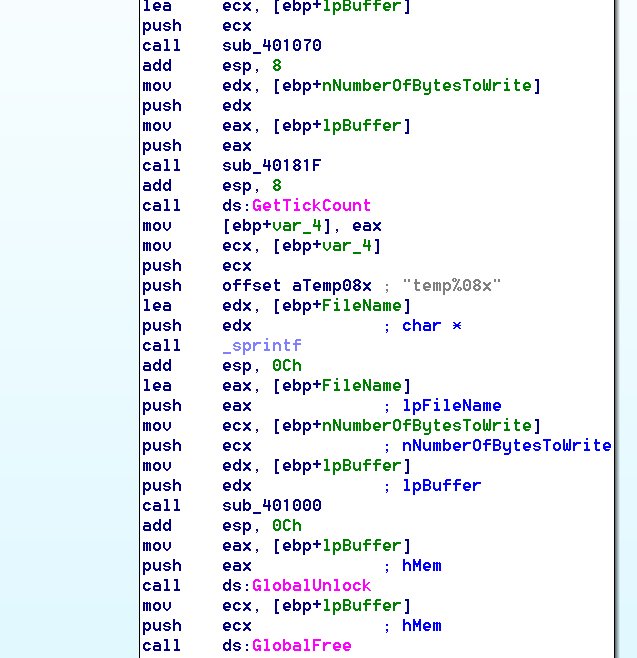 lea ecx, [ebp+lpBuffer]
push ecx
call sub_401070
add esp, 8
mov edx, [ebp+nNumberOfBytesToWrite]
push edx
mov eax, [ebp+lpBuffer]
push eax
call sub_40181F
add esp, 8
call ds:GetTickCount
mov [ebp+var_4], eax
mov ecx, [ebp+var_4]
push ecx
push offset aTemp08x ; "temp%08x"
lea edx, [ebp+FileName]
push edx ; char *
call _sprintf
add esp, 0Ch
lea eax, [ebp+FileName]
push eax ; lpFileName
mov ecx, [ebp+nNumberOfBytesToWrite]
push ecx ; nNumberOfBytesToWrite
mov edx, [ebp+lpBuffer]
push edx ; lpBuffer
call sub_401000
add esp, 0Ch
mov eax, [ebp+lpBuffer]
push eax ; hMem
call ds:GlobalUnlock
mov ecx, [ebp+lpBuffer]
push ecx ; hMem
call ds:GlobalFree